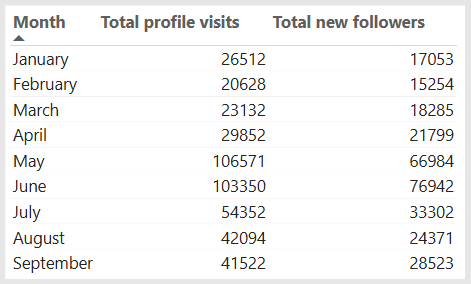 Month Total profile visits Total new followers
January 26512 17053
February 20628 15254
March 23132 18285
April 29852 21799
May 106571 66984
June 103350 76942
July 54352 33302
August 42094 24371
September 41522 28523